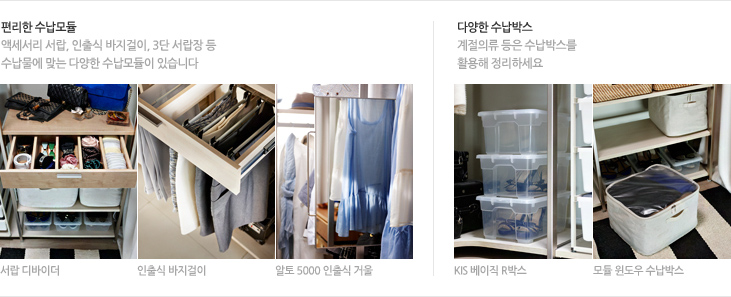 편리한 수납모듈
액세서리 서랍, 인출식 바지걸이, 3단 서랍장 등
수납물에 맞는 다양한 수납모듈이 있습니다
다양한 수납박스
계절의류 등은 수납박스를
활용해 정리하세요
서랍 디바이더
인출식 바지걸이
알토 5000 인출식 거울
KIS 베이직 R박스
모듈 윈도우 수납박스